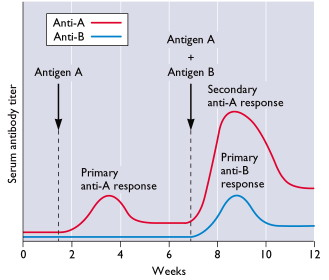 Anti-A
Anti-B
Antigen A
+
Antigen B
Antigen A
Secondary
anti-A response
Primary
anti-A response
Primary
anti-B
response
Serum antibody titer
0 2 4 6 8 10 12
Weeks